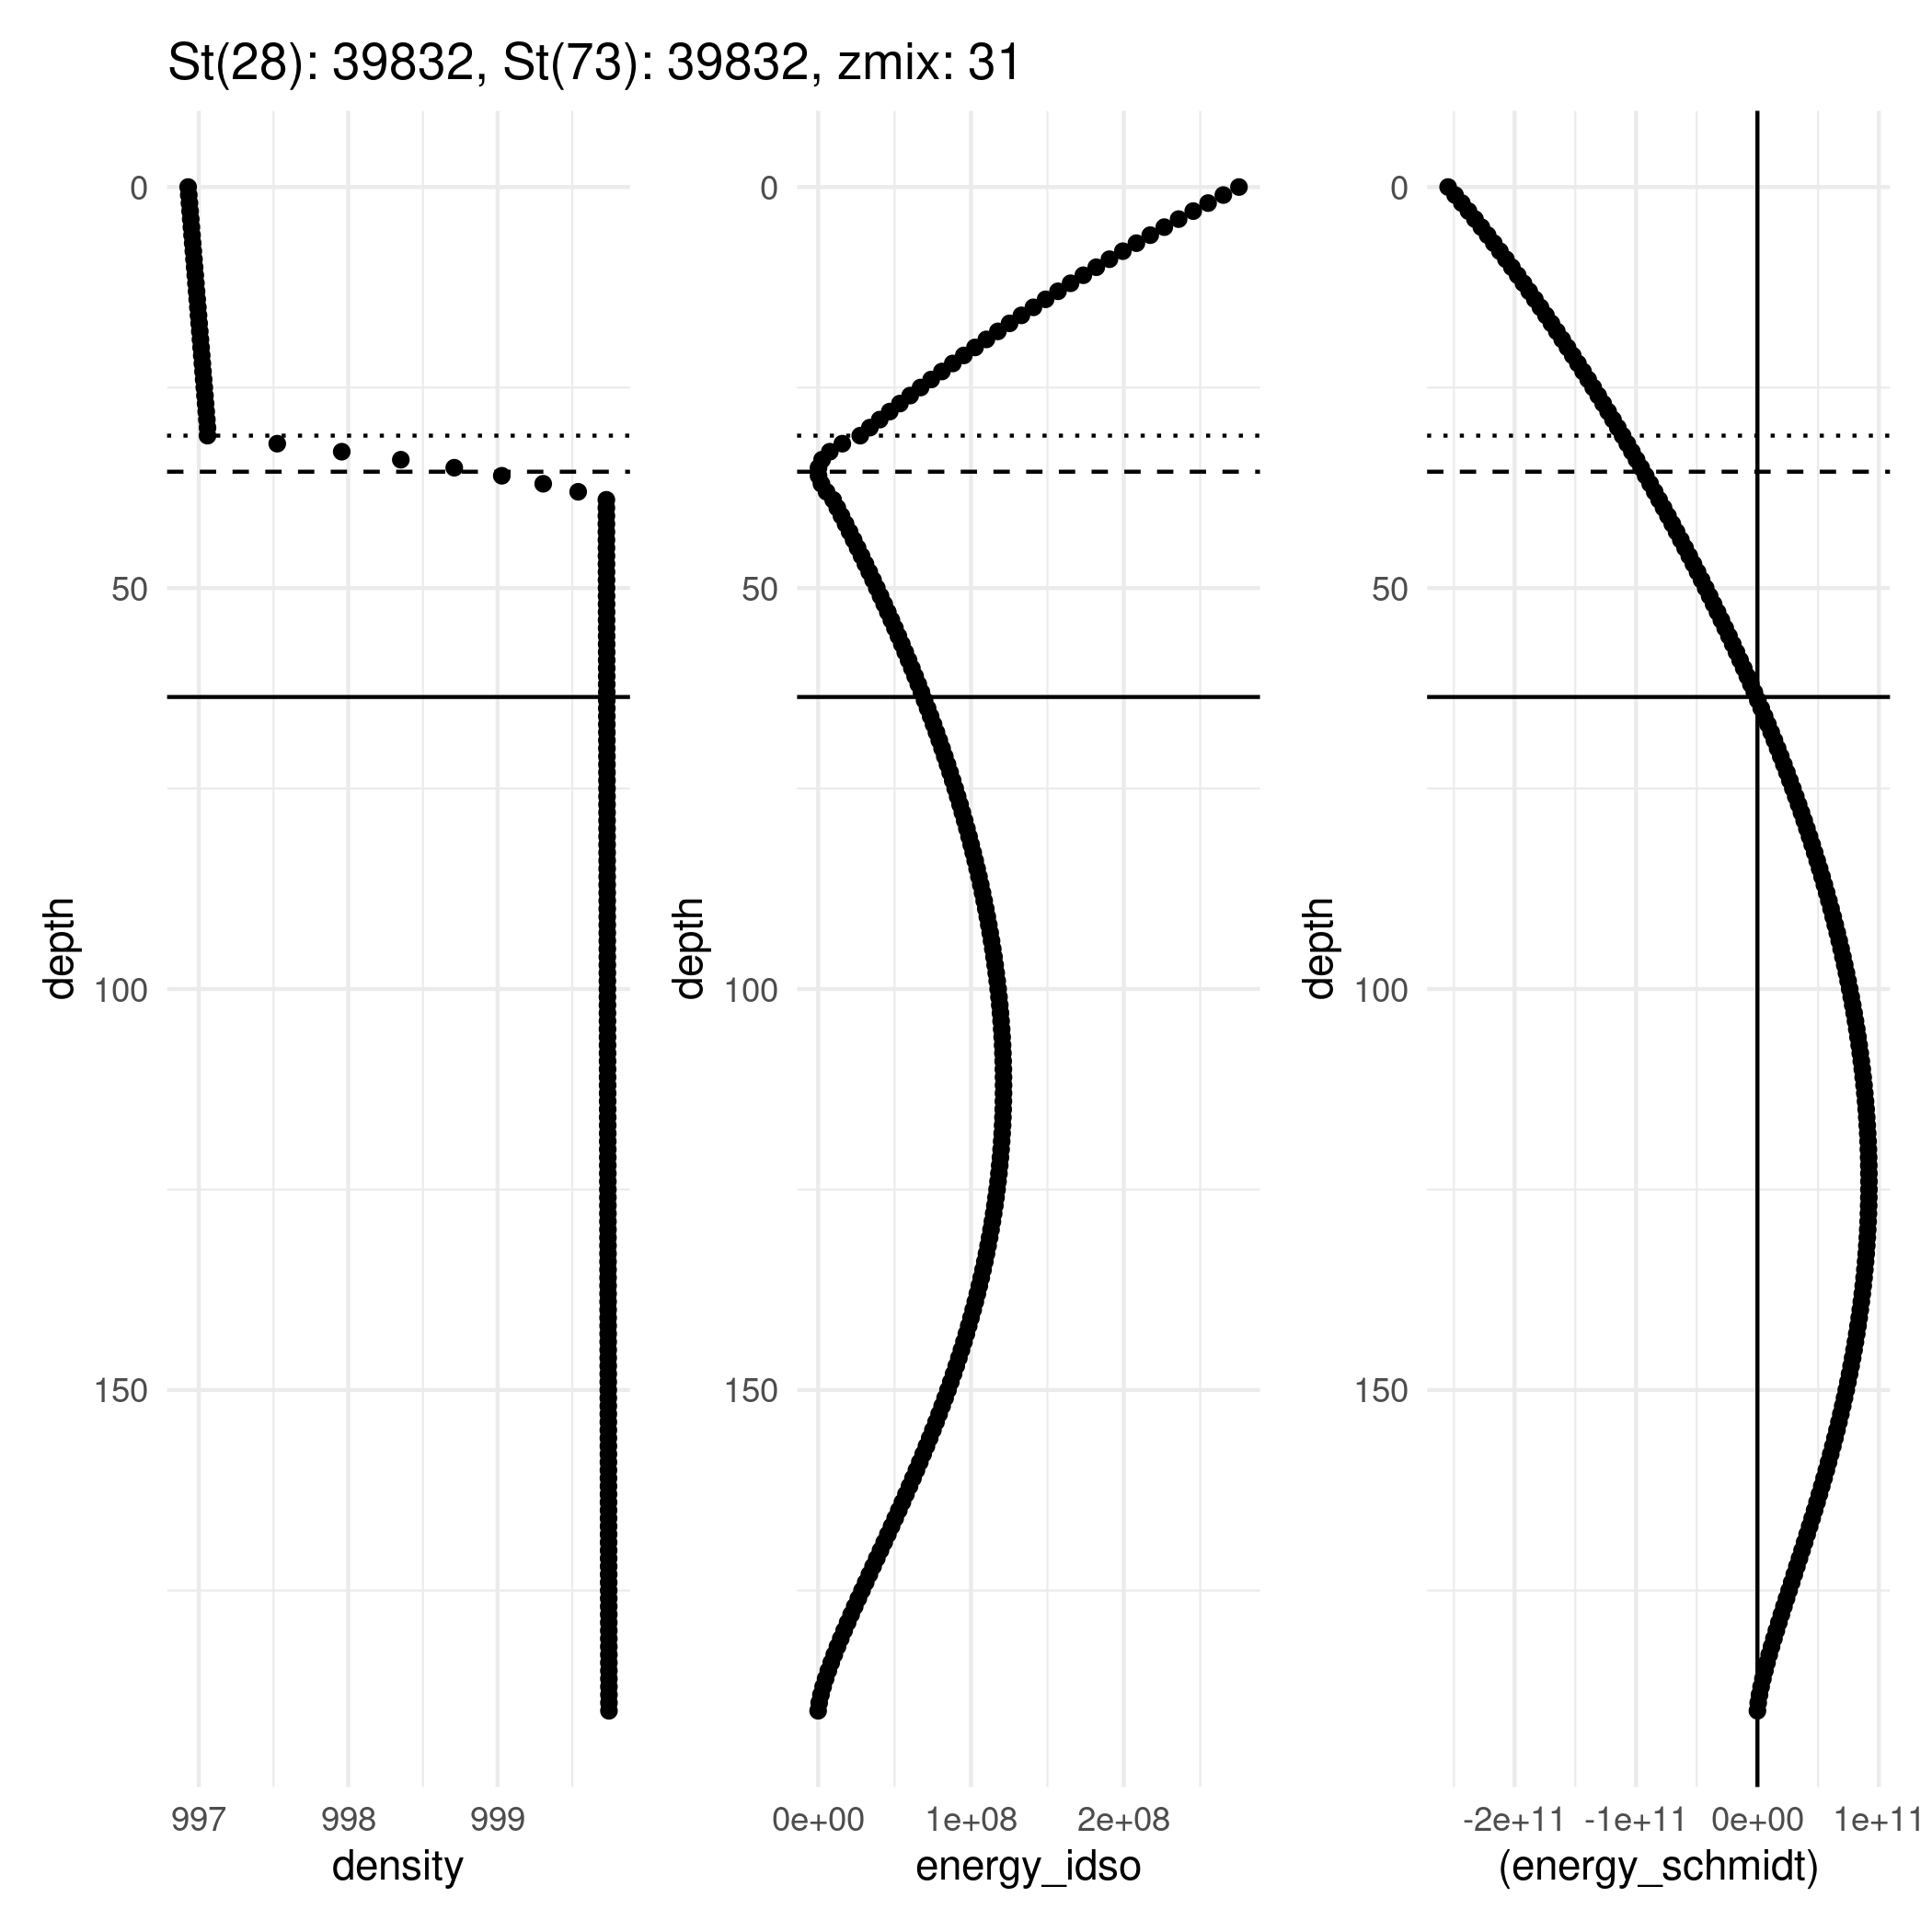 St(28): 39832, St(73): 39832, zmix: 31
0
50
100
150
depth
997 998 999
density
0
50
100
150
depth
0e+00 1e+08 2e+08
energy_idso
0
50
100
150
depth
-2e+11 -1e+11 0e+00 1e+11
(energy_schmidt)